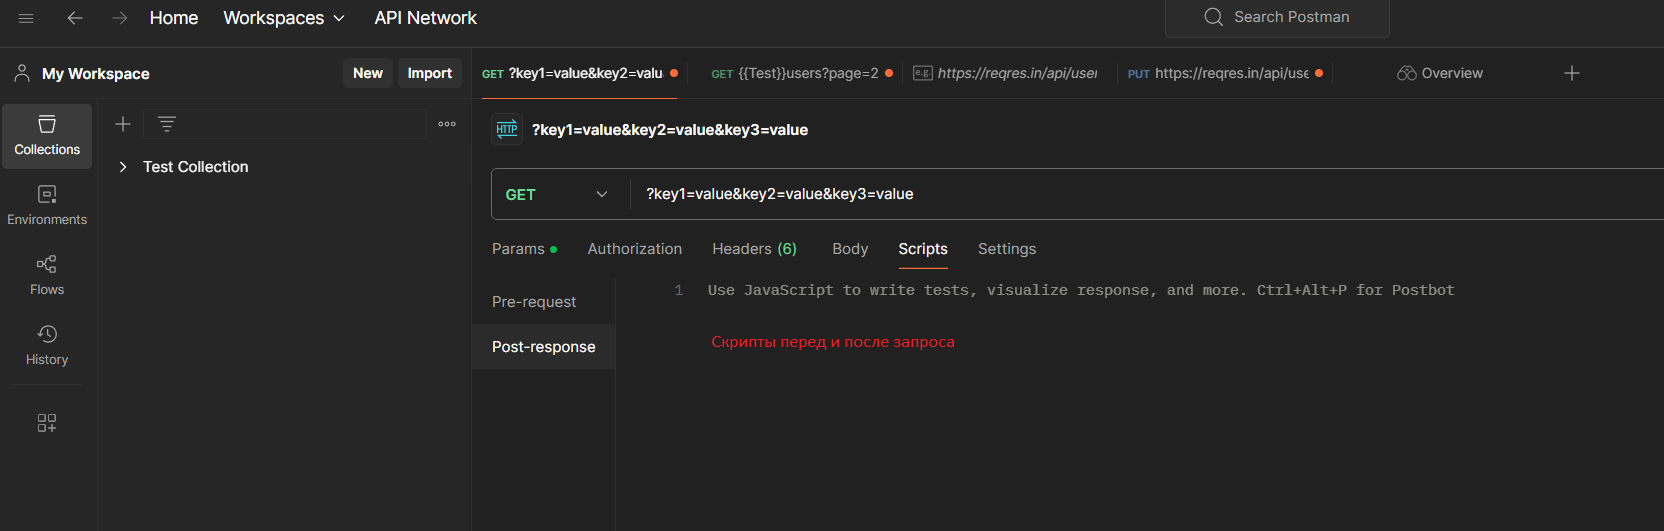 Home Workspaces API Network Search Postman
My Workspace New Import
GET ?key1=value&key2=valu GET {{Test}}users?page=2 e.g. https://reqres.in/api/user PUT https://reqres.in/api/use Overview
Collections
Environments
Flows
History
Test Collection
HTTP ?key1=value&key2=value&key3=value
GET ?key1=value&key2=value&key3=value
Params Authorization Headers (6) Body Scripts Settings
Pre-request
Post-response
1 Use JavaScript to write tests, visualize response, and more. Ctrl+Alt+P for Postbot
Скрипты перед и после запроса